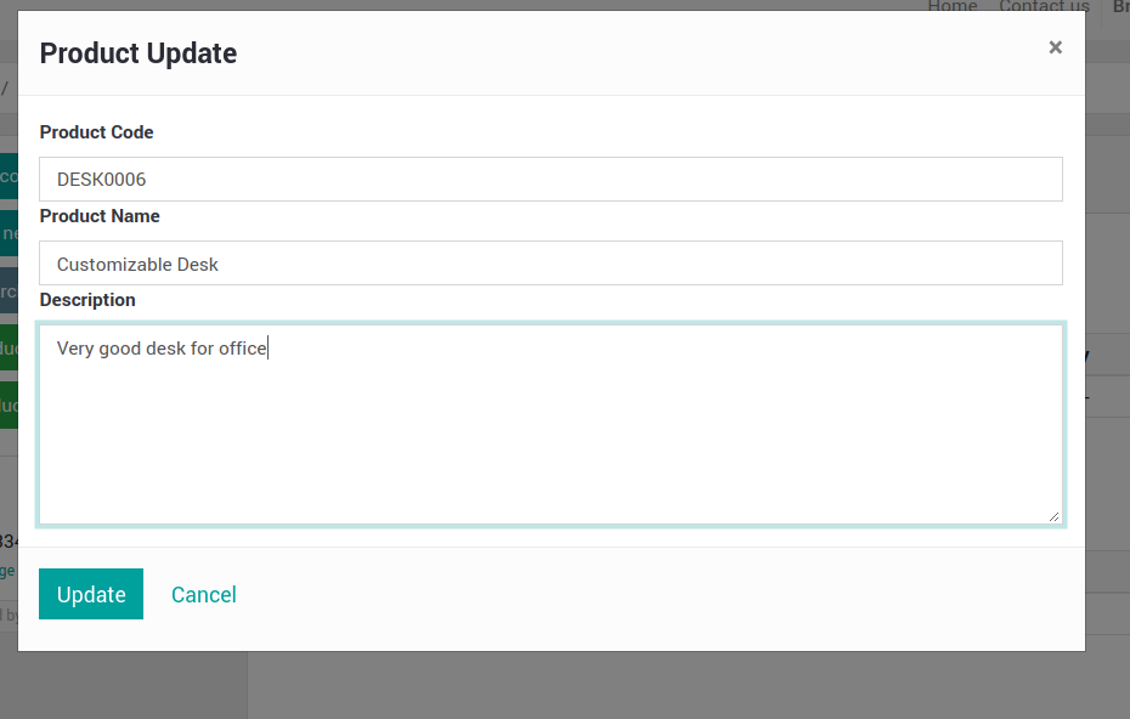 Home Contact us
Product Update
×
/
Product Code
DESK0006
Product Name
Customizable Desk
Description
Very good desk for office
Update Cancel